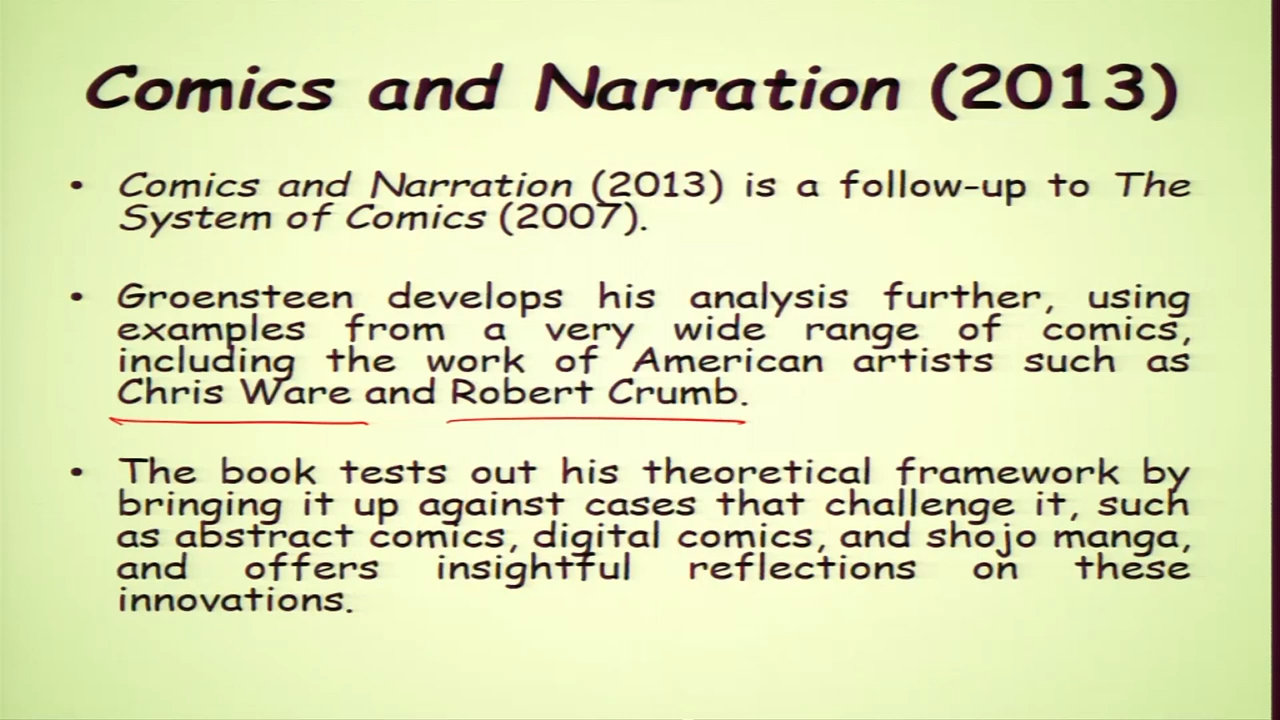 Comics and Narration (2013)
• Comics and Narration (2013) is a follow-up to The
System of Comics (2007).
• Groensteen develops his analysis further, using
examples from a very wide range of comics,
including the work of American artists such as
Chris Ware and Robert Crumb.
• The book tests out his theoretical framework by
bringing it up against cases that challenge it, such
as abstract comics, digital comics, and shojo manga,
and offers insightful reflections on these
innovations.